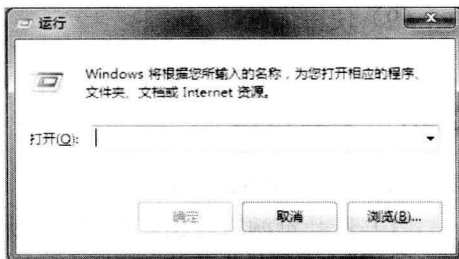 运行
Windows 将根据您所输入的名称，为您打开相应的程序、
文件夹、文档或 Internet 资源。
打开(O):
确定
取消
浏览(B)...